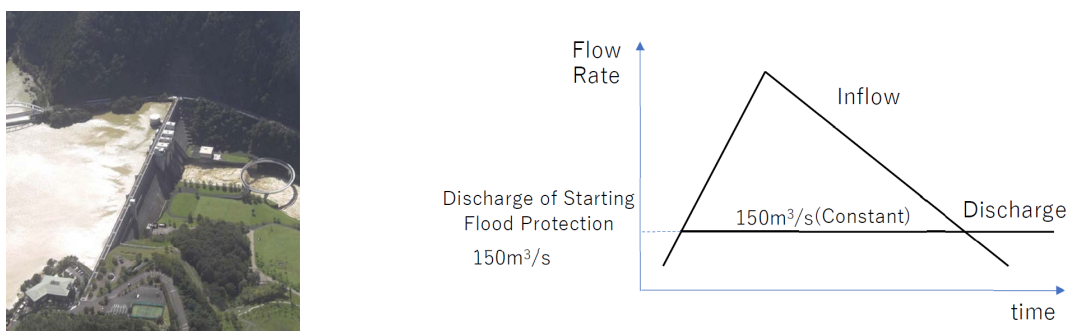 Flow
Rate
Inflow
Discharge of Starting
Flood Protection
150m³/s
150m³/s(Constant)
Discharge
time